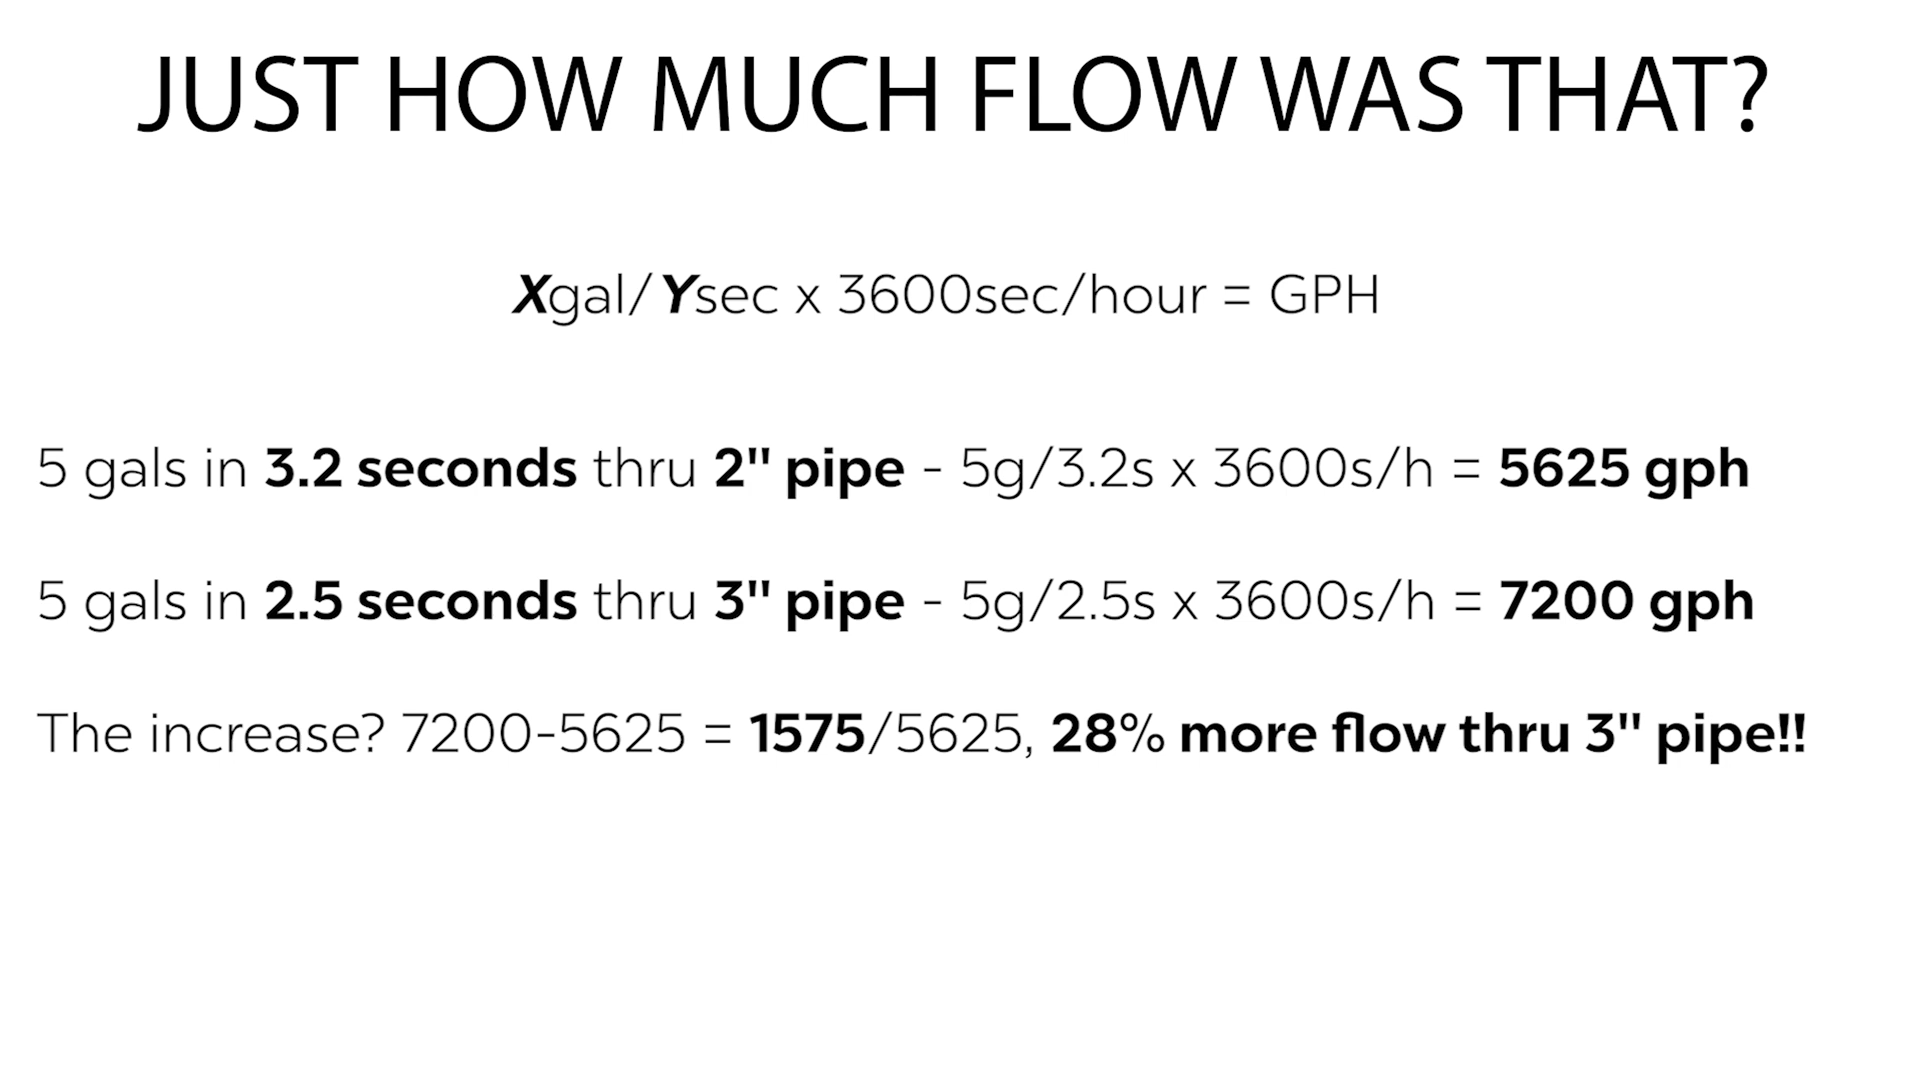 JUST HOW MUCH FLOW WAS THAT?
Xgal/Ysec x 3600sec/hour = GPH
5 gals in 3.2 seconds thru 2" pipe - 5g/3.2s x 3600s/h = 5625 gph
5 gals in 2.5 seconds thru 3" pipe - 5g/2.5s x 3600s/h = 7200 gph
The increase? 7200-5625 = 1575/5625, 28% more flow thru 3" pipe!!